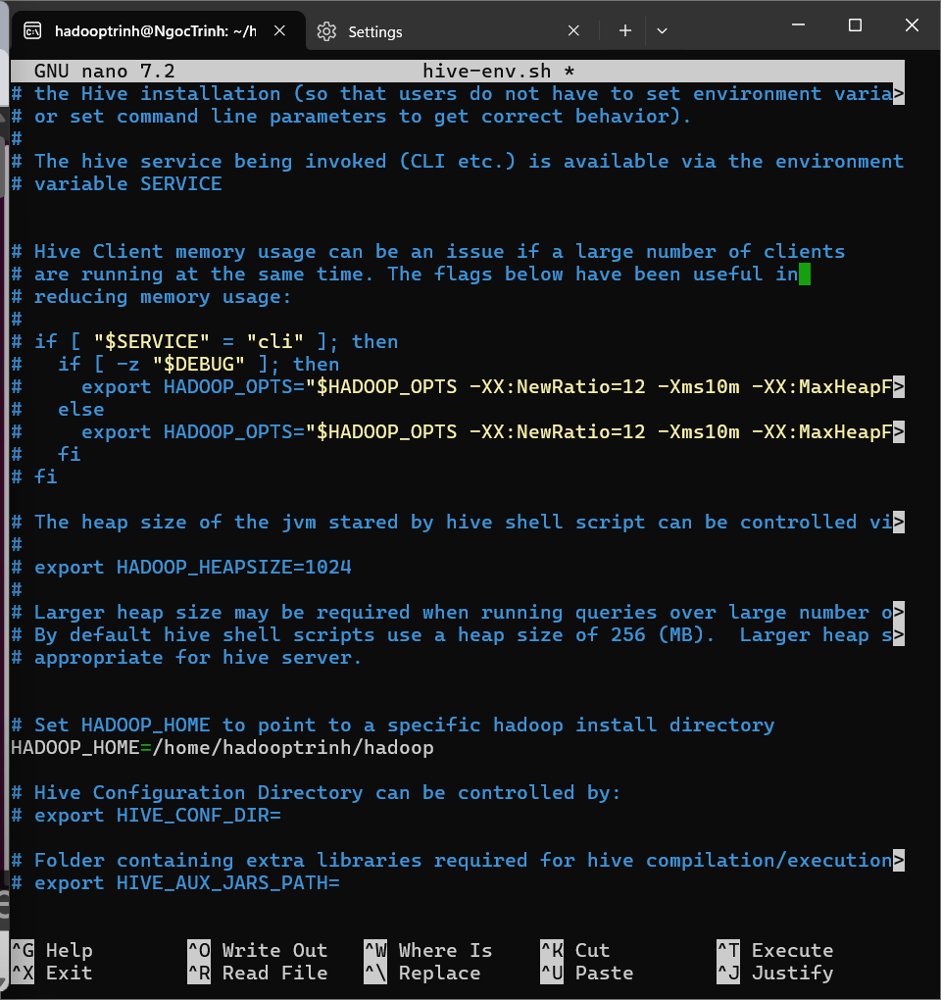 hadooptrinh@NgocTrinh: ~/h
Settings
GNU nano 7.2 hive-env.sh *
# the Hive installation (so that users do not have to set environment varia>
# or set command line parameters to get correct behavior).
#
# The hive service being invoked (CLI etc.) is available via the environment
# variable SERVICE
# Hive Client memory usage can be an issue if a large number of clients
# are running at the same time. The flags below have been useful in
# reducing memory usage:
#
# if [ "$SERVICE" = "cli" ]; then
#   if [ -z "$DEBUG" ]; then
#     export HADOOP_OPTS="$HADOOP_OPTS -XX:NewRatio=12 -Xms10m -XX:MaxHeapF>
#   else
#     export HADOOP_OPTS="$HADOOP_OPTS -XX:NewRatio=12 -Xms10m -XX:MaxHeapF>
#   fi
# fi
# The heap size of the jvm stared by hive shell script can be controlled vi>
#
# export HADOOP_HEAPSIZE=1024
#
# Larger heap size may be required when running queries over large number o>
# By default hive shell scripts use a heap size of 256 (MB).  Larger heap s>
# appropriate for hive server.
# Set HADOOP_HOME to point to a specific hadoop install directory
HADOOP_HOME=/home/hadooptrinh/hadoop
# Hive Configuration Directory can be controlled by:
# export HIVE_CONF_DIR=
# Folder containing extra libraries required for hive compilation/execution>
# export HIVE_AUX_JARS_PATH=
^G Help ^O Write Out ^W Where Is ^K Cut ^T Execute
^X Exit ^R Read File ^\ Replace ^U Paste ^J Justify